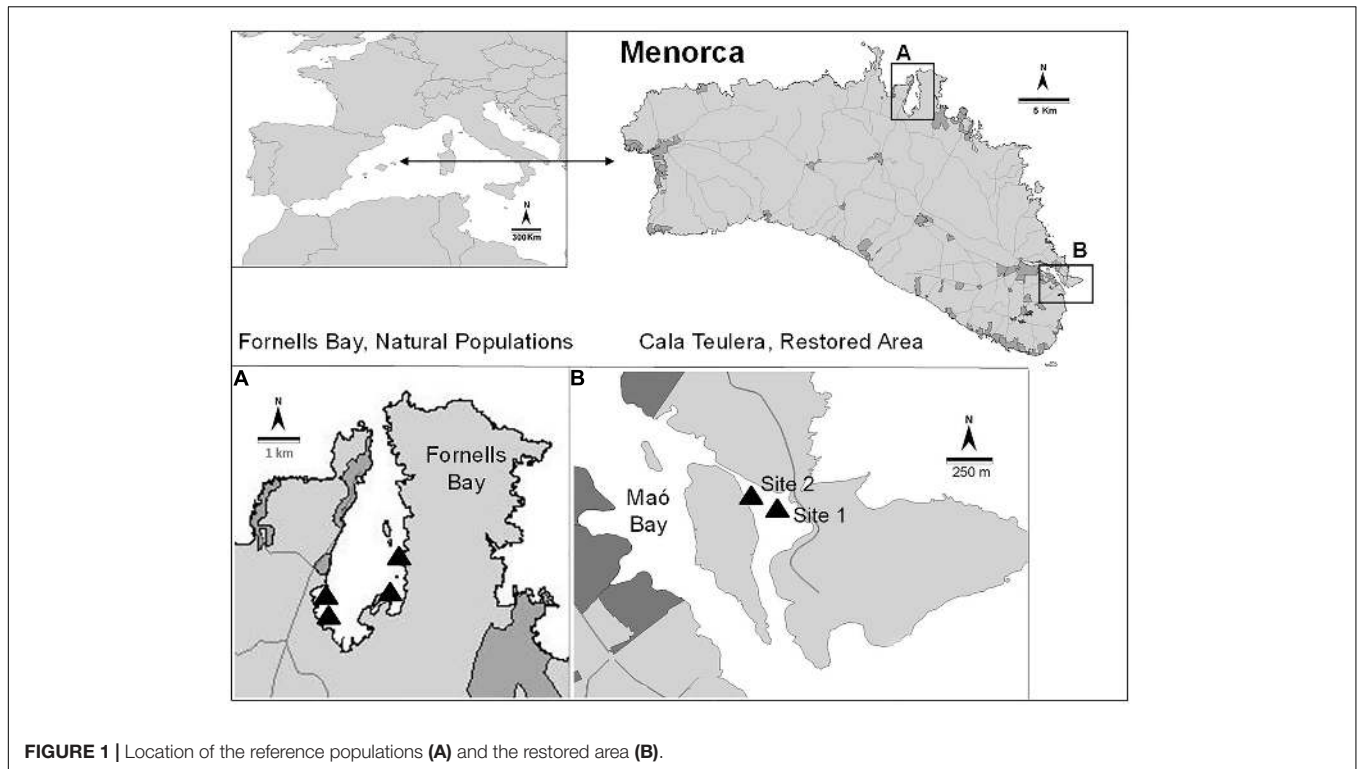 Menorca
A
N
5 Km
N
300 Km
B
Fornells Bay, Natural Populations
Cala Teulera, Restored Area
A
N
1 km
Fornells
Bay
B
N
250 m
Maó
Bay
Site 2
Site 1
FIGURE 1 | Location of the reference populations (A) and the restored area (B).